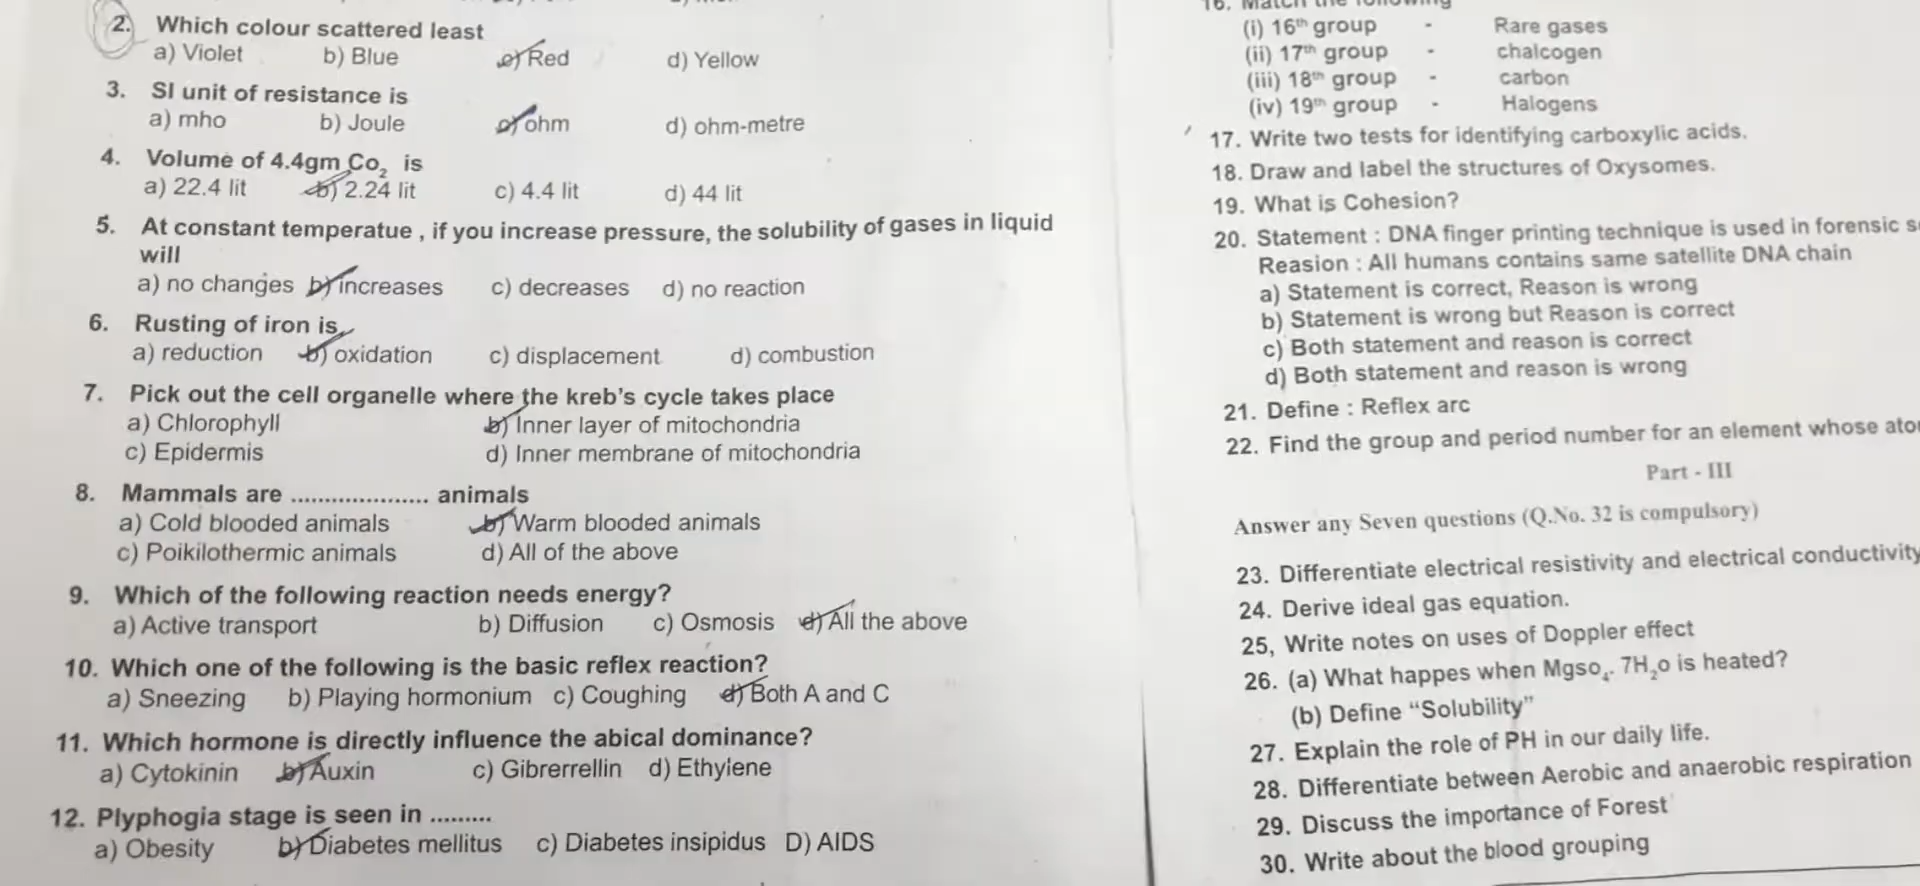 2. Which colour scattered least
a) Violet b) Blue c) Red d) Yellow
3. SI unit of resistance is
a) mho b) Joule c) ohm d) ohm-metre
4. Volume of 4.4gm Co₂ is
a) 22.4 lit b) 2.24 lit c) 4.4 lit d) 44 lit
5. At constant temperatue , if you increase pressure, the solubility of gases in liquid
will
a) no changes b) increases c) decreases d) no reaction
6. Rusting of iron is
a) reduction b) oxidation c) displacement d) combustion
7. Pick out the cell organelle where the kreb's cycle takes place
a) Chlorophyll b) Inner layer of mitochondria
c) Epidermis d) Inner membrane of mitochondria
8. Mammals are .................... animals
a) Cold blooded animals b) Warm blooded animals
c) Poikilothermic animals d) All of the above
9. Which of the following reaction needs energy?
a) Active transport b) Diffusion c) Osmosis d) All the above
10. Which one of the following is the basic reflex reaction?
a) Sneezing b) Playing hormonium c) Coughing d) Both A and C
11. Which hormone is directly influence the abical dominance?
a) Cytokinin b) Auxin c) Gibrerrellin d) Ethylene
12. Plyphogia stage is seen in .........
a) Obesity b) Diabetes mellitus c) Diabetes insipidus D) AIDS
16. Match the following
(i) 16th group - Rare gases
(ii) 17th group - chalcogen
(iii) 18th group - carbon
(iv) 19th group - Halogens
17. Write two tests for identifying carboxylic acids.
18. Draw and label the structures of Oxysomes.
19. What is Cohesion?
20. Statement : DNA finger printing technique is used in forensic
Reasion : All humans contains same satellite DNA chain
a) Statement is correct, Reason is wrong
b) Statement is wrong but Reason is correct
c) Both statement and reason is correct
d) Both statement and reason is wrong
21. Define : Reflex arc
22. Find the group and period number for an element whose
Part - III
Answer any Seven questions (Q.No. 32 is compulsory)
23. Differentiate electrical resistivity and electrical conductivity
24. Derive ideal gas equation.
25, Write notes on uses of Doppler effect
26. (a) What happes when Mgso₄. 7H₂o is heated?
(b) Define “Solubility”
27. Explain the role of PH in our daily life.
28. Differentiate between Aerobic and anaerobic respiration
29. Discuss the importance of Forest
30. Write about the blood grouping